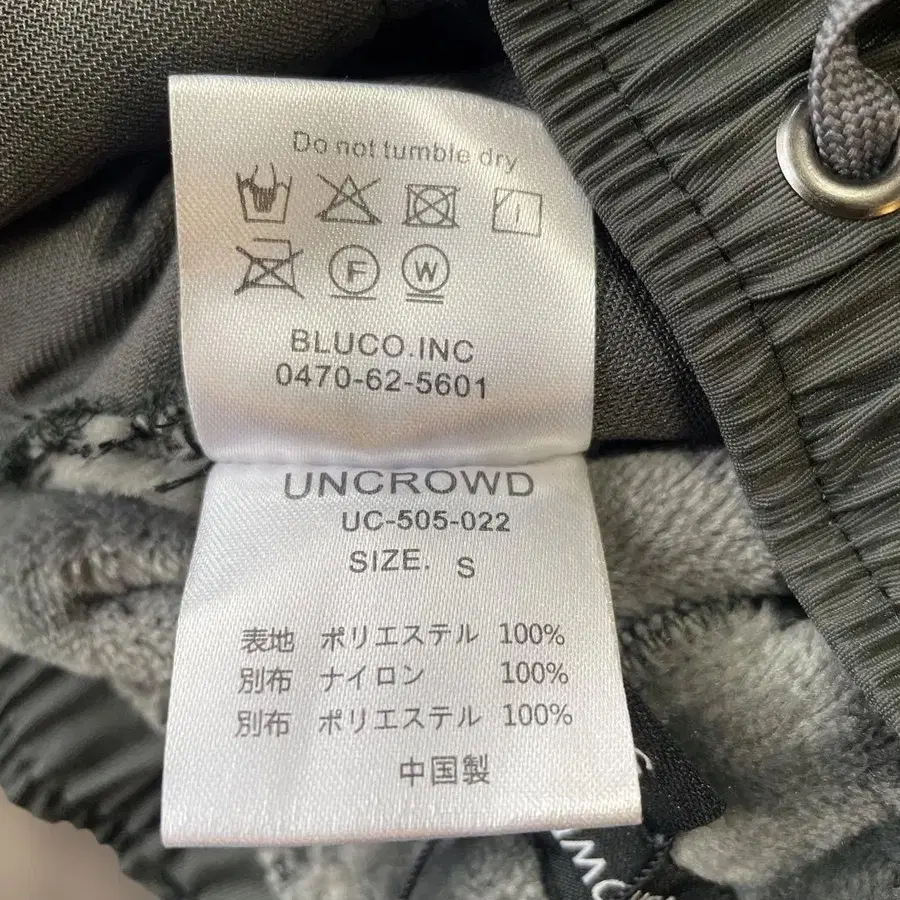 Do not tumble dry
F W
BLUCO.INC
0470-62-5601
UNCROWD
UC-505-022
SIZE. S
表地 ポリエステル 100%
別布 ナイロン 100%
別布 ポリエステル 100%
中国製